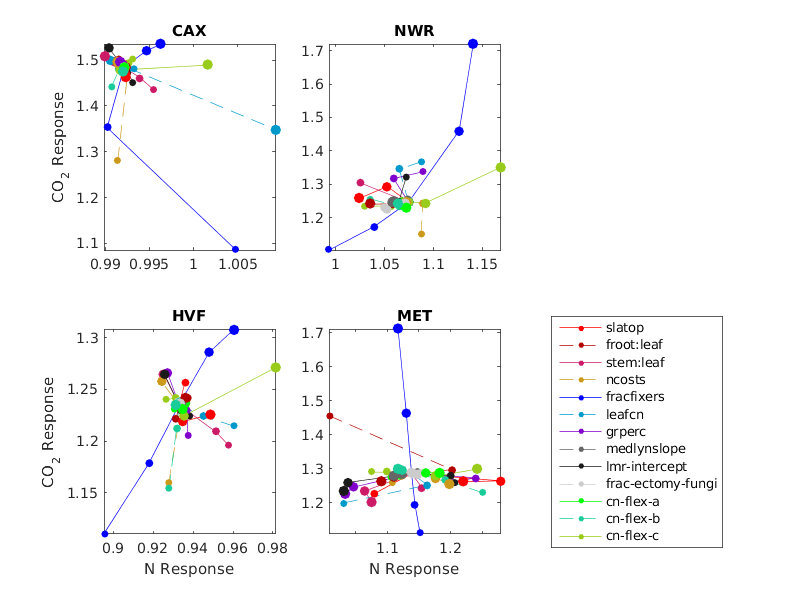 CAX
NWR
1.5
1.4
1.3
1.2
1.1
CO2 Response
0.99
0.995
1
1.005
1.7
1.6
1.5
1.4
1.3
1.2
1
1.05
1.1
1.15
HVF
MET
1.3
1.25
1.2
1.15
CO2 Response
0.9
0.92
0.94
0.96
0.98
N Response
1.7
1.6
1.5
1.4
1.3
1.2
1.1
1.2
N Response
slatop
froot:leaf
stem:leaf
ncosts
fracfixers
leafcn
grperc
medlynslope
lmr-intercept
frac-ectomy-fungi
cn-flex-a
cn-flex-b
cn-flex-c